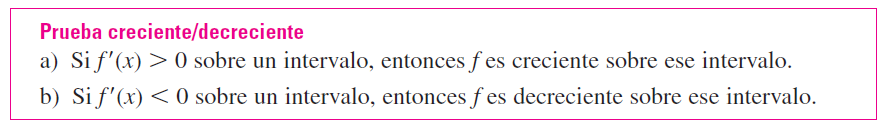 Prueba creciente/decreciente
a) Si f′(x) > 0 sobre un intervalo, entonces f es creciente sobre ese intervalo.
b) Si f′(x) < 0 sobre un intervalo, entonces f es decreciente sobre ese intervalo.